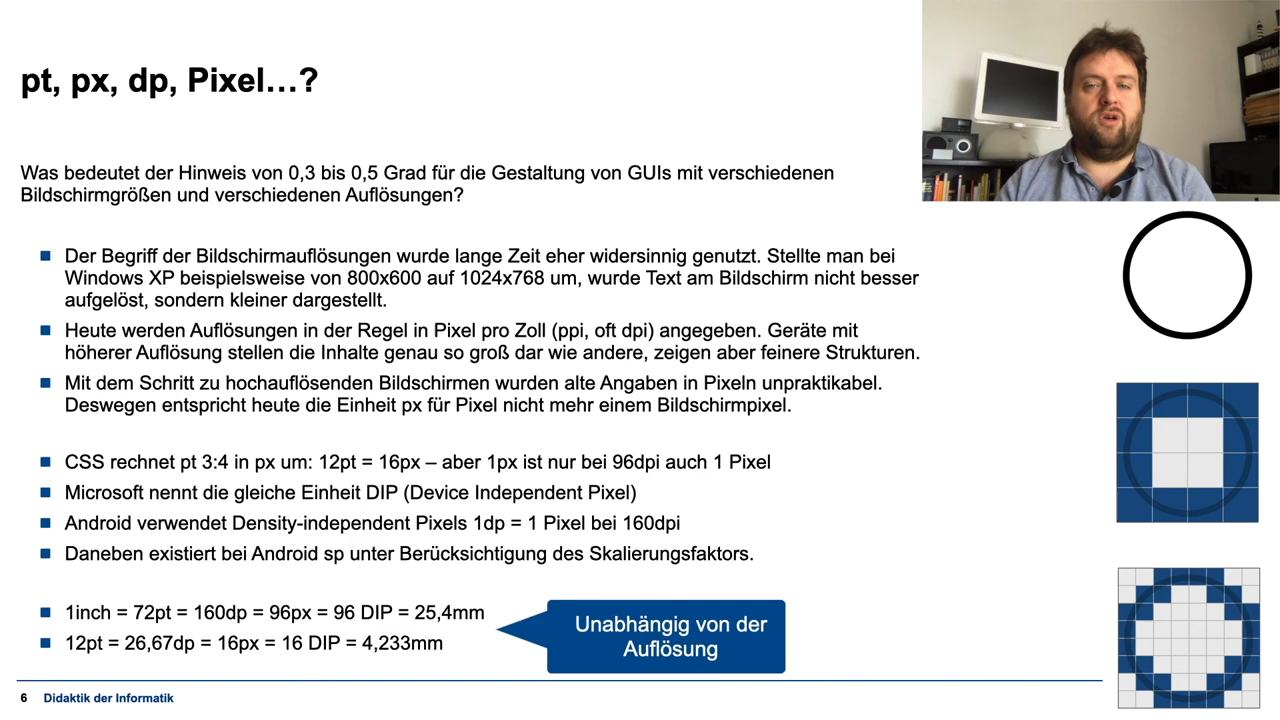 pt, px, dp, Pixel…?
Was bedeutet der Hinweis von 0,3 bis 0,5 Grad für die Gestaltung von GUIs mit verschiedenen
Bildschirmgrößen und verschiedenen Auflösungen?
Der Begriff der Bildschirmauflösungen wurde lange Zeit eher widersinnig genutzt. Stellte man bei
Windows XP beispielsweise von 800x600 auf 1024x768 um, wurde Text am Bildschirm nicht besser
aufgelöst, sondern kleiner dargestellt.
Heute werden Auflösungen in der Regel in Pixel pro Zoll (ppi, oft dpi) angegeben. Geräte mit
höherer Auflösung stellen die Inhalte genau so groß dar wie andere, zeigen aber feinere Strukturen.
Mit dem Schritt zu hochauflösenden Bildschirmen wurden alte Angaben in Pixeln unpraktikabel.
Deswegen entspricht heute die Einheit px für Pixel nicht mehr einem Bildschirmpixel.
CSS rechnet pt 3:4 in px um: 12pt = 16px – aber 1px ist nur bei 96dpi auch 1 Pixel
Microsoft nennt die gleiche Einheit DIP (Device Independent Pixel)
Android verwendet Density-independent Pixels 1dp = 1 Pixel bei 160dpi
Daneben existiert bei Android sp unter Berücksichtigung des Skalierungsfaktors.
1inch = 72pt = 160dp = 96px = 96 DIP = 25,4mm
12pt = 26,67dp = 16px = 16 DIP = 4,233mm
Unabhängig von der
Auflösung
6 Didaktik der Informatik